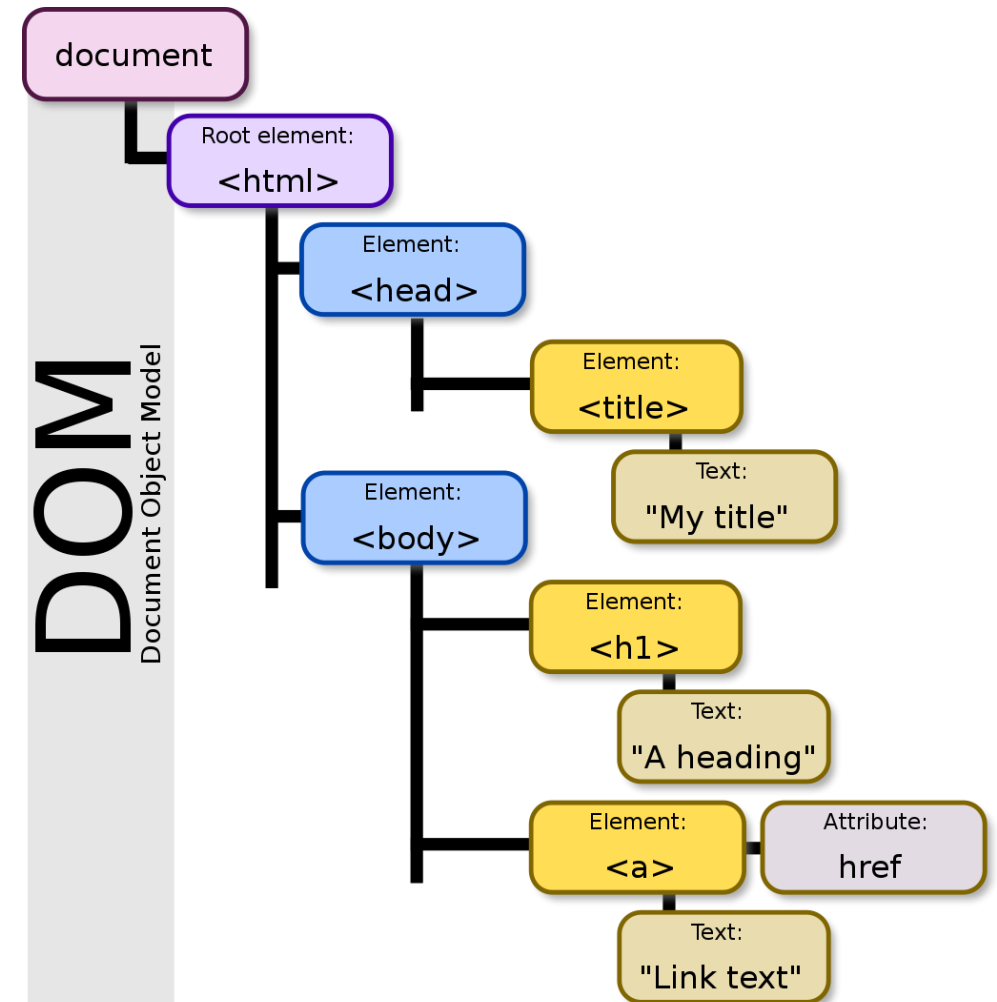 document
Root element:
<html>
Element:
<head>
Element:
<title>
Text:
"My title"
Element:
<body>
Element:
<h1>
Text:
"A heading"
Element:
<a>
Attribute:
href
Text:
"Link text"
DOM
Document Object Model